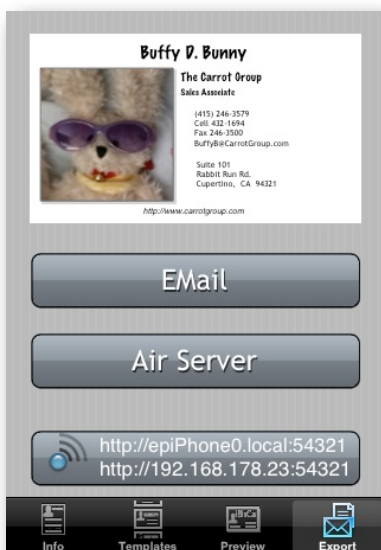 Buffy D. Bunny
The Carrot Group
Sales Associate
(415) 246-3579
Cell 432-1694
Fax 246-3500
BuffyB@CarrotGroup.com
Suite 101
Rabbit Run Rd.
Cupertino, CA 94321
http://www.carrotgroup.com
EMail
Air Server
http://epiPhone0.local:54321
http://192.168.178.23:54321
Info Templates Preview Export